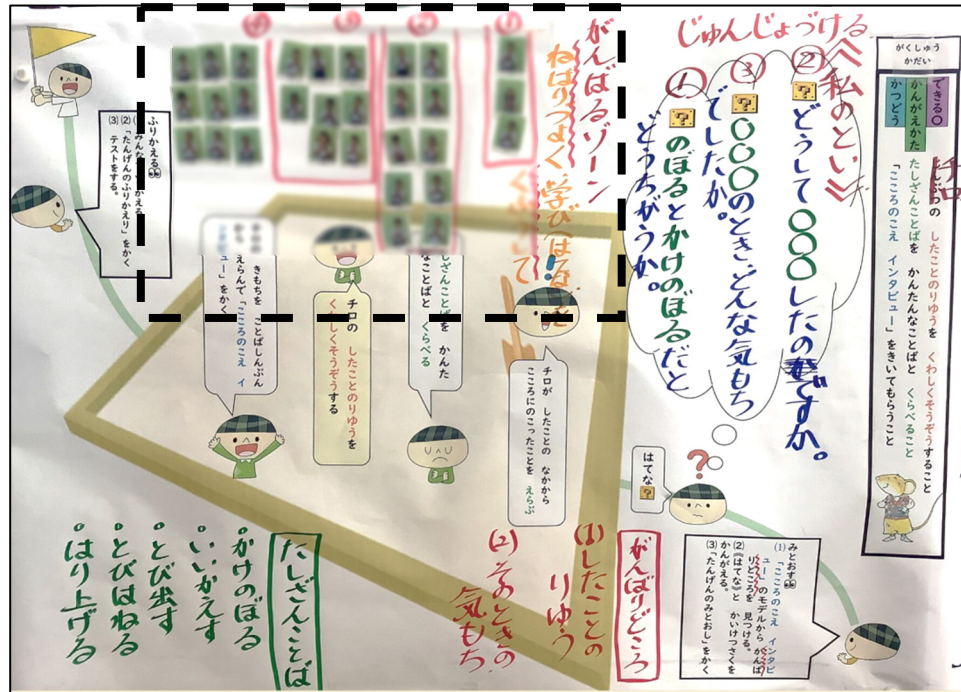 がくしゅう
かだい
できる〇
かんがえかた
かつどう
チロ
したことのりゆうを くわしくそうぞうすること
たしざんことばを かんたんなことばと くらべること
「こころのこえ インタビュー」をきいてもらうこと
じゅんじょづける
《私のとい》
② ?どうして〇〇〇したのですか。
③ ?〇〇〇のとき、どんな気もち
でしたか。
① ?のぼるとかけのぼるだと
どうちがうか。
はてな?
?
みとおす
(1)「こころのこえ インタビ
ュー」のモデルから がんば
りどころを 見つける。
(2)《はてな》と かいけつさくを
かんがえる。
(3)「たんげんのみとおし」をかく
がんばるゾーン
ねばりつよく 学び
チロが したことの なかから
こころにのこったことを えらぶ
しざんことばを かんた
なことばと くらべる
チロの したことのりゆうを
くわしくそうぞうする
きもちを ことばしんぶん
えらんで「こころのこえ イ
ュー」をかく
ふりかえる
(2)「たんげんのふりかえり」をかく
(3) テストをする。
がんばりどころ
(1)したことの
りゆう
(2)そのときの
気もち
たしざんことば
・かけのぼる
・いいかえす
・とび出す
・とびはねる
・はり上げる